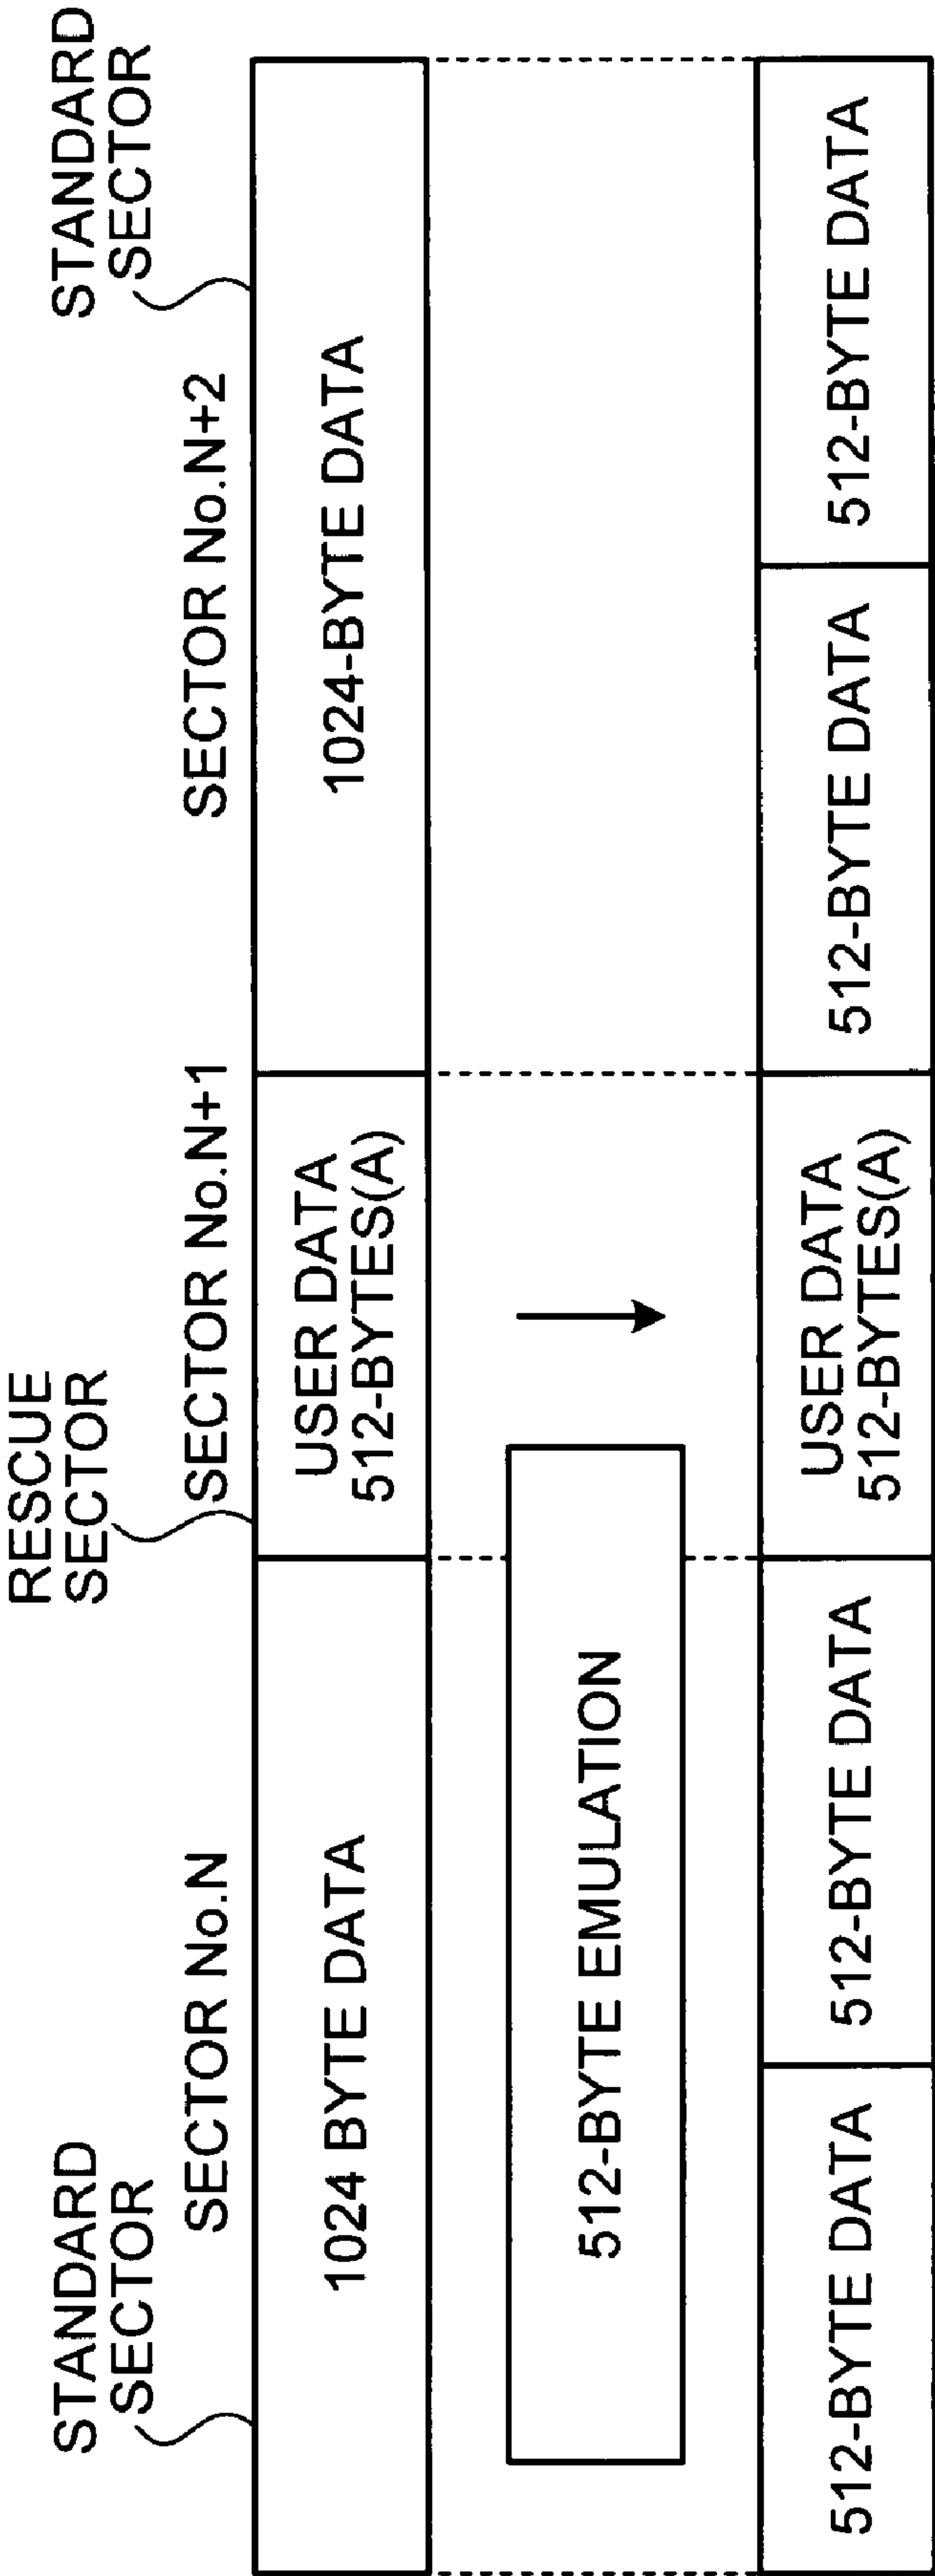 STANDARD
SECTOR
SECTOR No.N
RESCUE
SECTOR
SECTOR No.N+1
SECTOR No.N+2
STANDARD
SECTOR
1024 BYTE DATA
USER DATA
512-BYTES(A)
1024-BYTE DATA
512-BYTE EMULATION
512-BYTE DATA
512-BYTE DATA
USER DATA
512-BYTES(A)
512-BYTE DATA
512-BYTE DATA